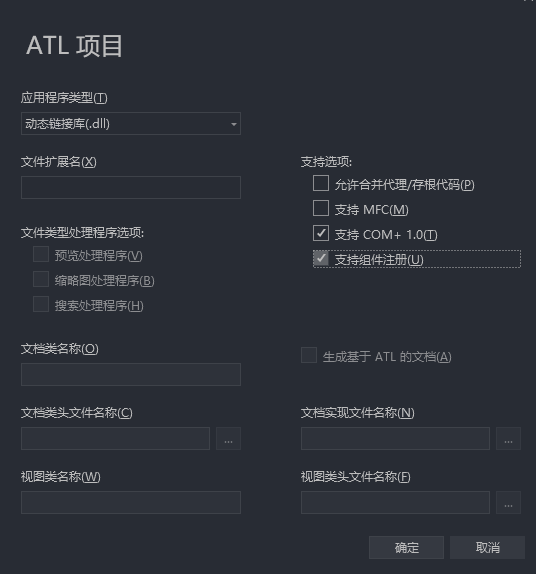 ATL 项目
应用程序类型(T)
动态链接库(.dll)
文件扩展名(X)
支持选项:
允许合并代理/存根代码(P)
支持 MFC(M)
文件类型处理程序选项:
支持 COM+ 1.0(T)
预览处理程序(V)
支持组件注册(U)
缩略图处理程序(B)
搜索处理程序(H)
文档类名称(O)
生成基于 ATL 的文档(A)
文档类头文件名称(C)
文档实现文件名称(N)
... ...
视图类名称(W)
视图类头文件名称(F)
...
确定 取消